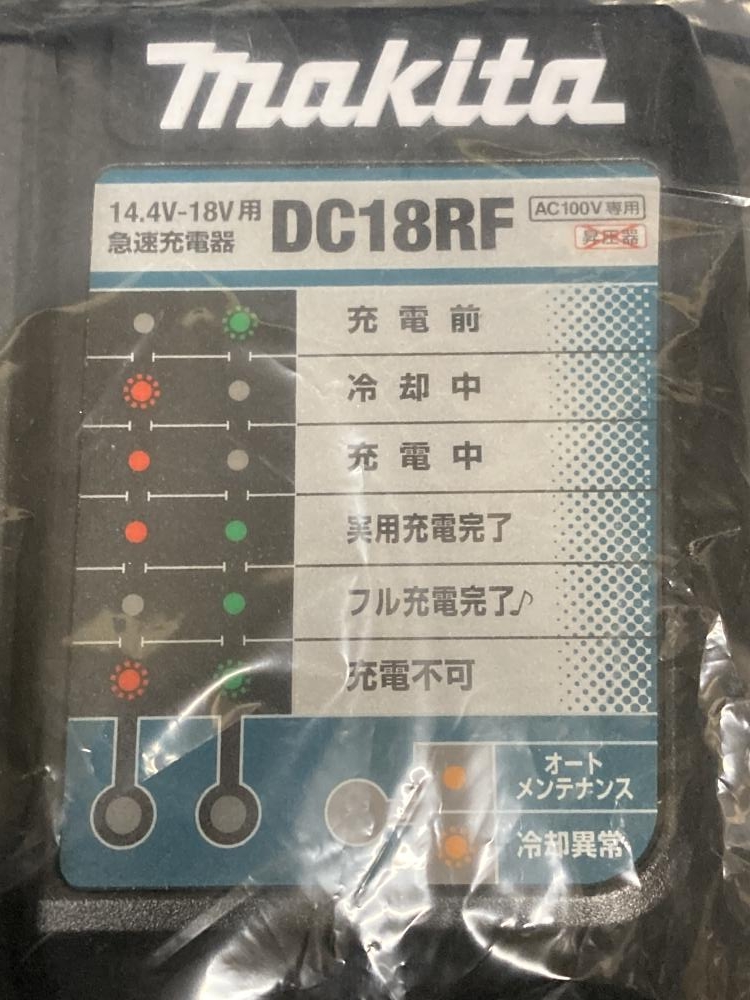 makita
14.4V-18V用
急速充電器
DC18RF
AC100V専用
昇圧器
充電前
冷却中
充電中
実用充電完了
フル充電完了♪
充電不可
オート
メンテナンス
冷却異常